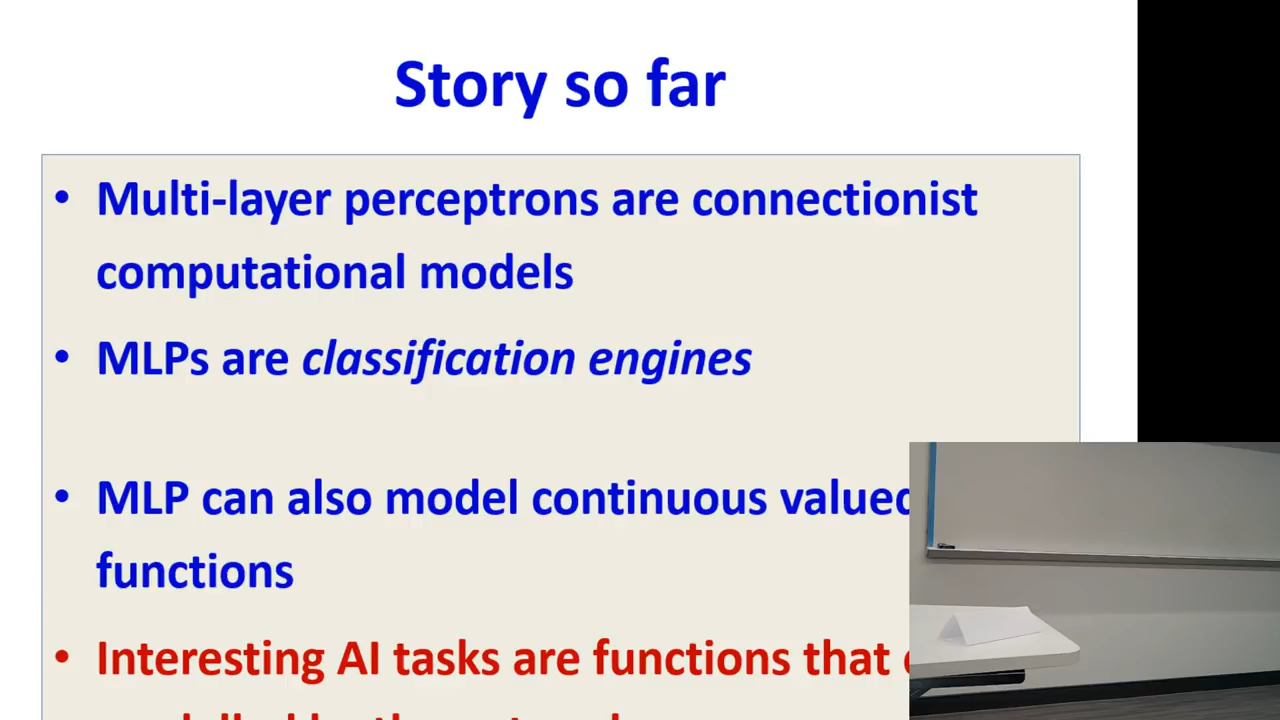 Story so far
• Multi-layer perceptrons are connectionist
computational models
• MLPs are classification engines
• MLP can also model continuous valued
functions
• Interesting AI tasks are functions that